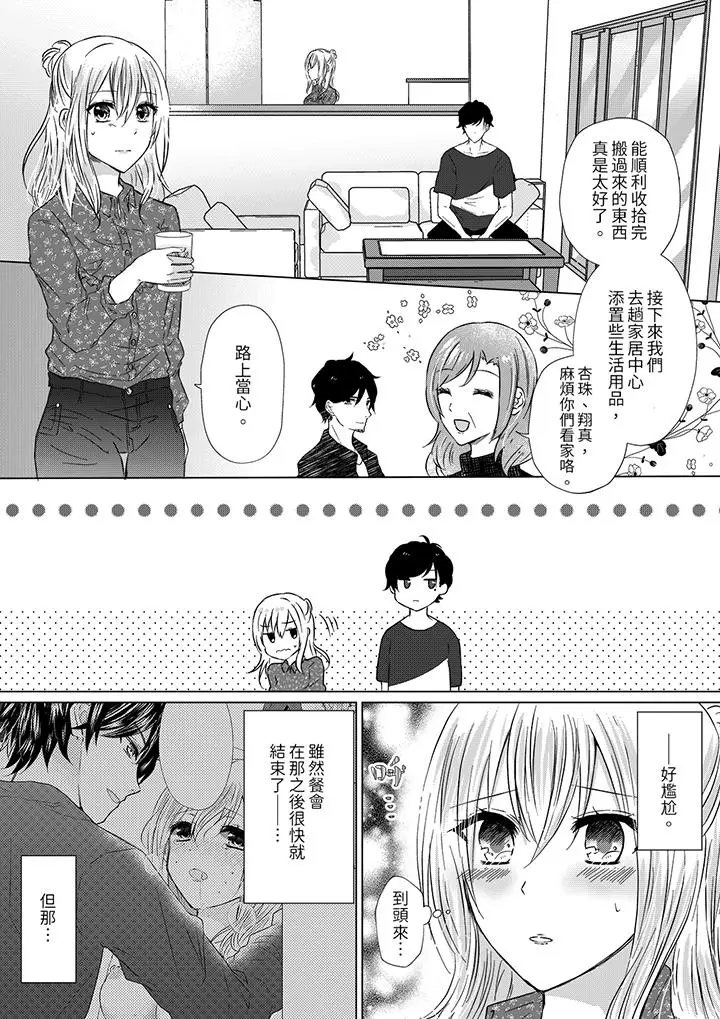 能順利收拾完
搬過來的東西
真是太好了。
接下來我們
去趟家居中心
添置些生活用品，
杏珠、翔真，
麻煩你們看家咯。
路上當心。
──好尷尬。
呼…
到頭來…
雖然餐會
在那之後很快就
結束了──…
但那…